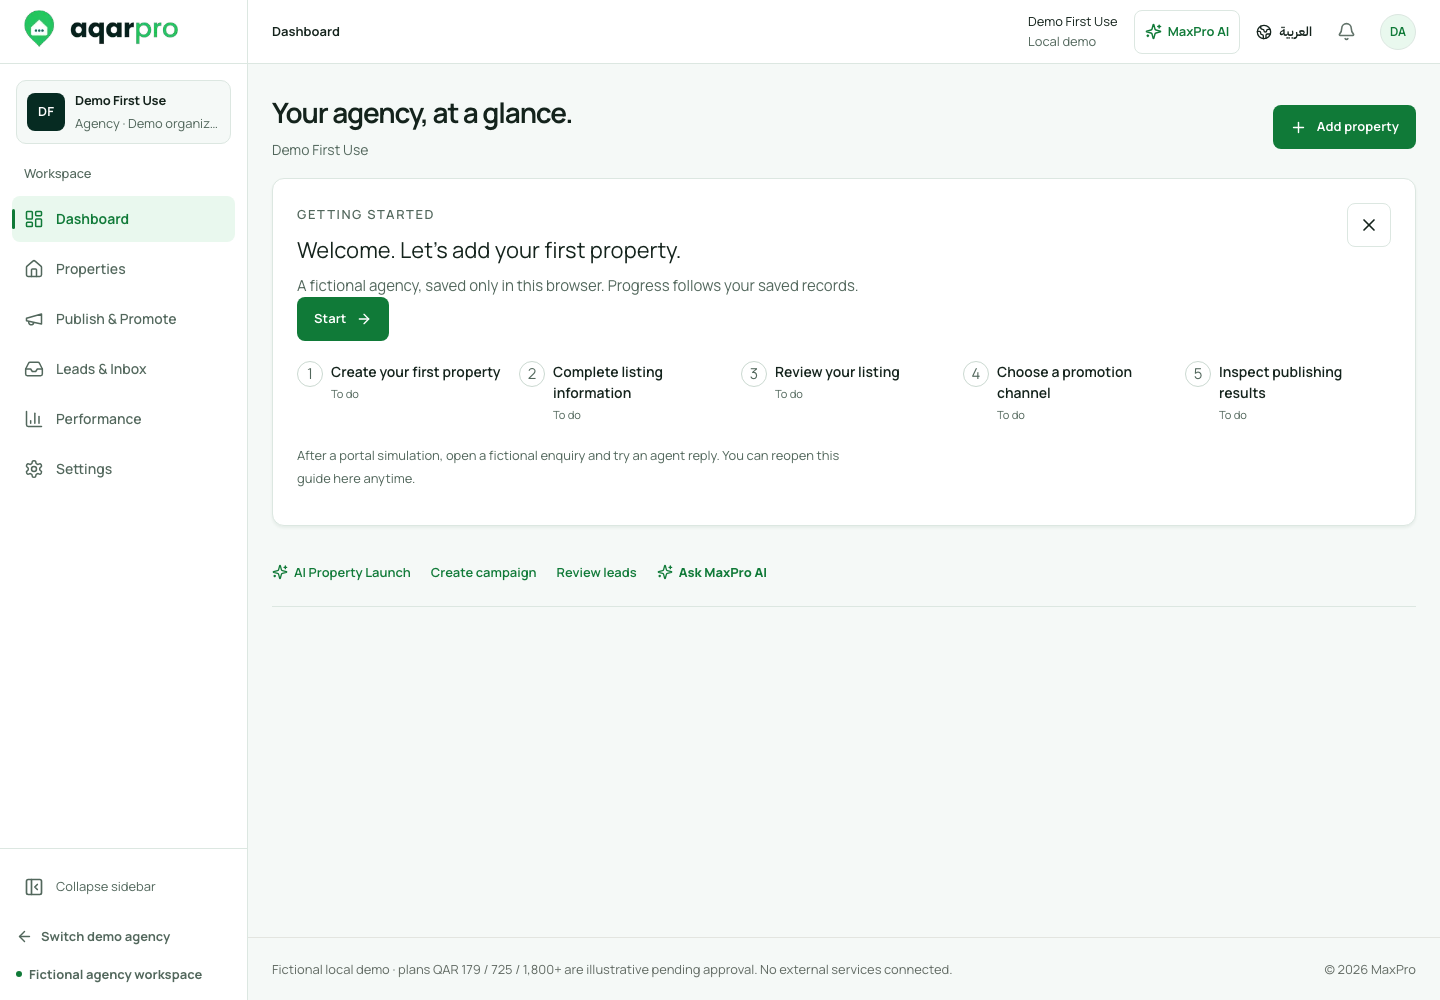 aqarpro
Dashboard
Demo First Use
Local demo
MaxPro AI
العربية
DA
DF
Demo First Use
Agency · Demo organiz...
Workspace
Dashboard
Properties
Publish & Promote
Leads & Inbox
Performance
Settings
Collapse sidebar
Switch demo agency
Fictional agency workspace
Your agency, at a glance.
Demo First Use
Add property
GETTING STARTED
Welcome. Let's add your first property.
A fictional agency, saved only in this browser. Progress follows your saved records.
Start
1 Create your first property
To do
2 Complete listing
information
To do
3 Review your listing
To do
4 Choose a promotion
channel
To do
5 Inspect publishing
results
To do
After a portal simulation, open a fictional enquiry and try an agent reply. You can reopen this
guide here anytime.
AI Property Launch
Create campaign
Review leads
Ask MaxPro AI
Fictional local demo · plans QAR 179 / 725 / 1,800+ are illustrative pending approval. No external services connected.
© 2026 MaxPro